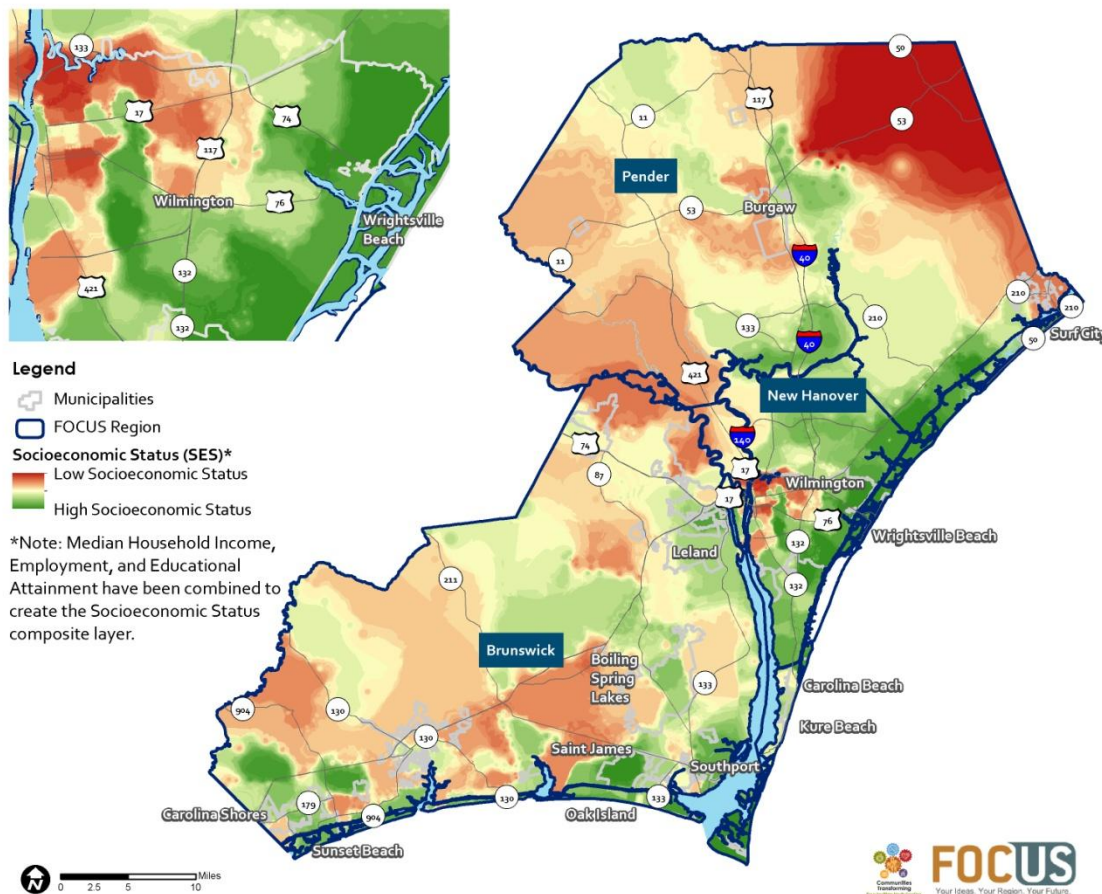 133
17
74
117
Wilmington
76
Wrightsville
Beach
132
421
132
Legend
Municipalities
FOCUS Region
Socioeconomic Status (SES)*
Low Socioeconomic Status
High Socioeconomic Status
*Note: Median Household Income,
Employment, and Educational
Attainment have been combined to
create the Socioeconomic Status
composite layer.
50
117
11
53
Pender
Burgaw
53
40
11
210
210
133
210
40
50
Surf City
421
New Hanover
140
74
17
87
Wilmington
17
76
Wrightsville Beach
132
Leland
211
132
Brunswick
Boiling
Spring
Lakes
133
Carolina Beach
904
130
Kure Beach
130
Saint James
Southport
179
130
133
Carolina Shores
904
Oak Island
Sunset Beach
N
Miles
0 2.5 5 10
Communities
Transforming
FOCUS
Your Ideas. Your Region. Your Future.